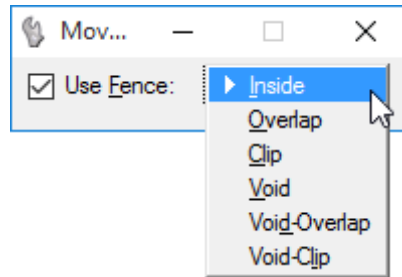 Mov...
Use Fence:
Inside
Overlap
Clip
Void
Void-Overlap
Void-Clip